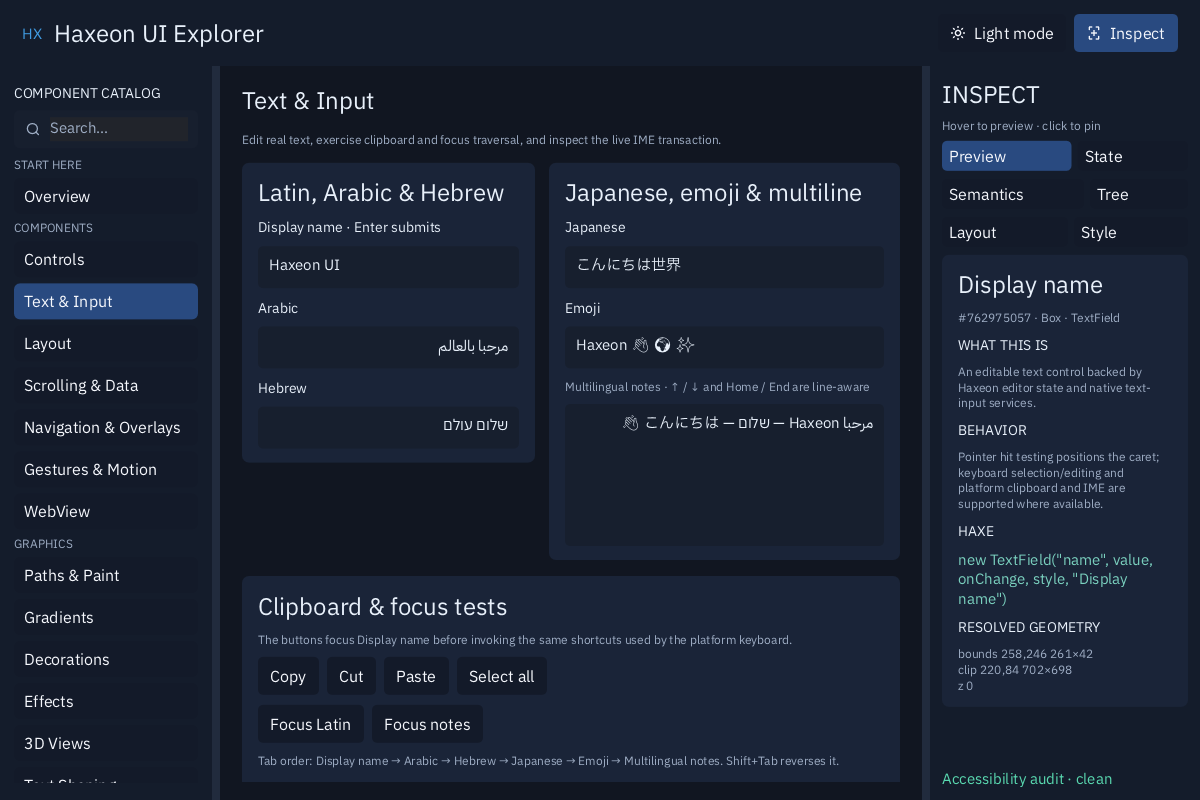 HX Haxeon UI Explorer
Light mode
Inspect
COMPONENT CATALOG
Search...
START HERE
Overview
COMPONENTS
Controls
Text & Input
Layout
Scrolling & Data
Navigation & Overlays
Gestures & Motion
WebView
GRAPHICS
Paths & Paint
Gradients
Decorations
Effects
3D Views
Text Shaping
Text & Input
Edit real text, exercise clipboard and focus traversal, and inspect the live IME transaction.
Latin, Arabic & Hebrew
Display name · Enter submits
Haxeon UI
Arabic
مرحبا بالعالم
Hebrew
שלום עולם
Japanese, emoji & multiline
Japanese
こんにちは世界
Emoji
Haxeon 👋 🌍 ✨
Multilingual notes · ↑ / ↓ and Home / End are line-aware
مرحبا Haxeon — שלום — こんにちは 👋
Clipboard & focus tests
The buttons focus Display name before invoking the same shortcuts used by the platform keyboard.
Copy
Cut
Paste
Select all
Focus Latin
Focus notes
Tab order: Display name → Arabic → Hebrew → Japanese → Emoji → Multilingual notes. Shift+Tab reverses it.
INSPECT
Hover to preview · click to pin
Preview
State
Semantics
Tree
Layout
Style
Display name
#762975057 · Box · TextField
WHAT THIS IS
An editable text control backed by
Haxeon editor state and native text-
input services.
BEHAVIOR
Pointer hit testing positions the caret;
keyboard selection/editing and
platform clipboard and IME are
supported where available.
HAXE
new TextField("name", value,
onChange, style, "Display
name")
RESOLVED GEOMETRY
bounds 258,246 261×42
clip 220,84 702×698
z 0
Accessibility audit · clean